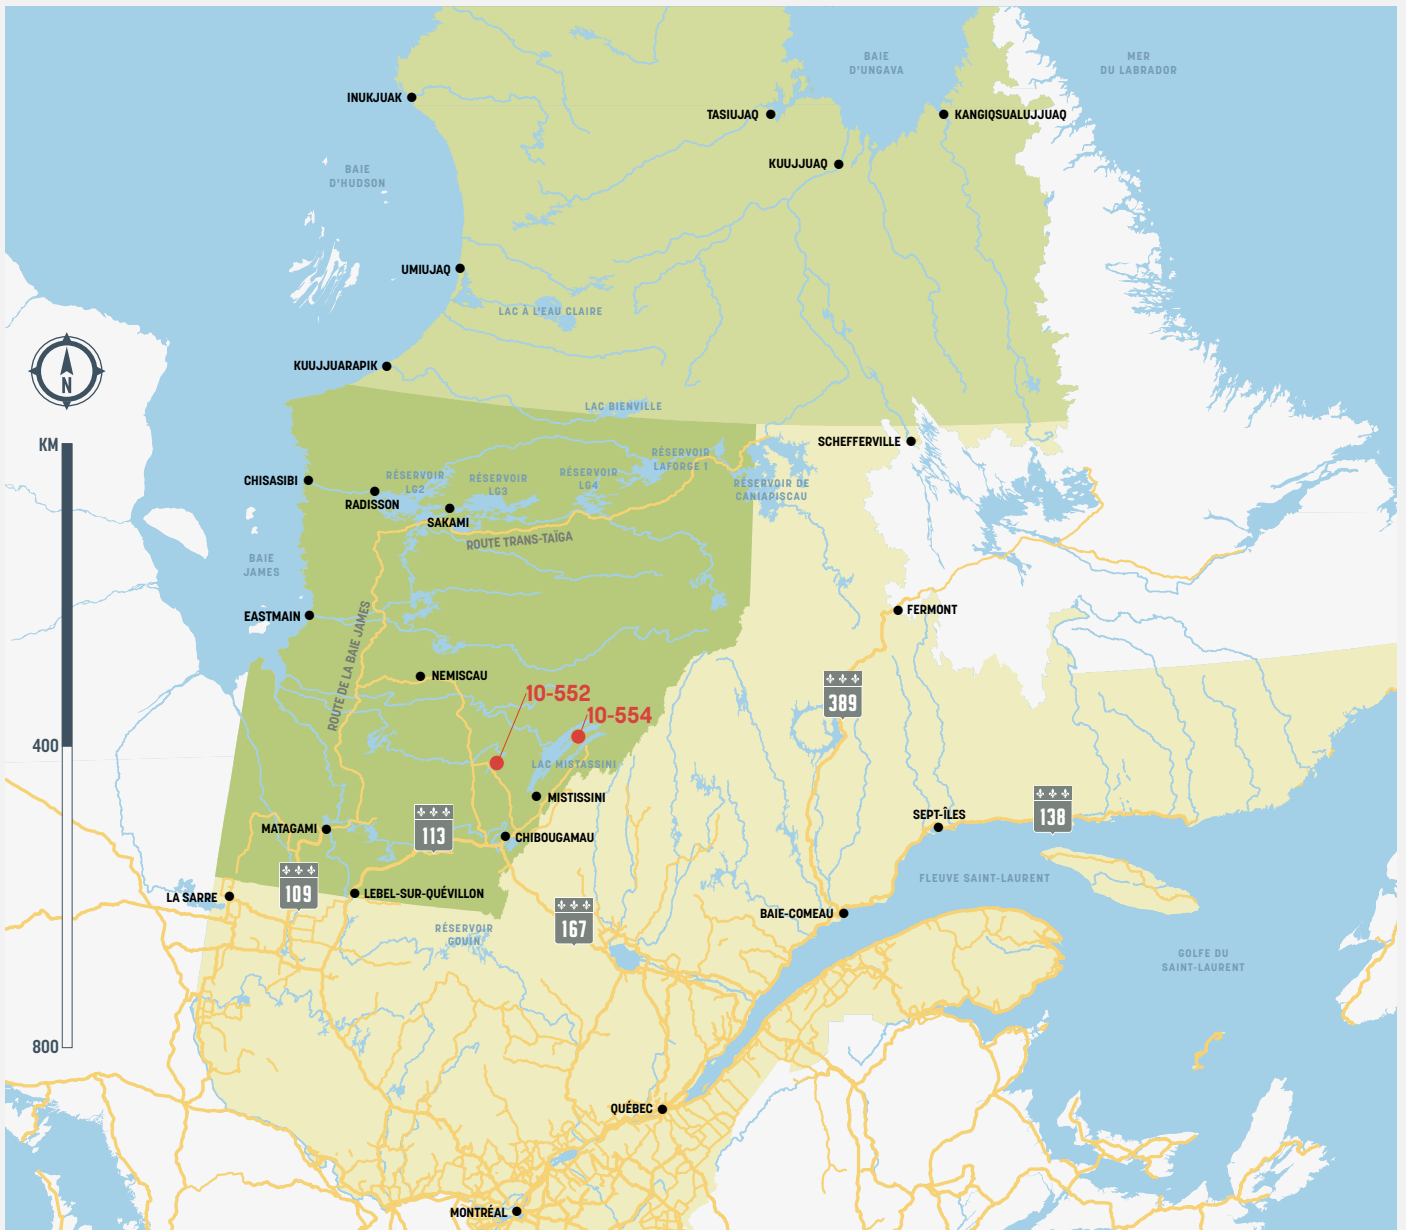 BAIE
D'UNGAVA
MER
DU LABRADOR
INUKJUAK
TASIUJAQ
KANGIQSUALUJJUAQ
KUUJJUAQ
BAIE
D'HUDSON
UMIUJAQ
LAC À L'EAU CLAIRE
N
KUUJJUARAPIK
LAC BIENVILLE
KM
SCHEFFERVILLE
RÉSERVOIR
LAFORGE 1
CHISASIBI
RÉSERVOIR
LG2
RÉSERVOIR
LG3
RÉSERVOIR
LG4
RÉSERVOIR DE
CANIAPISCAU
RADISSON
SAKAMI
ROUTE TRANS-TAÏGA
BAIE
JAMES
EASTMAIN
FERMONT
ROUTE DE LA BAIE JAMES
NEMISCAU
10-552
10-554
389
400
LAC MISTASSINI
MISTISSINI
MATAGAMI
113
CHIBOUGAMAU
SEPT-ÎLES
138
109
LA SARRE
LEBEL-SUR-QUÉVILLON
FLEUVE SAINT-LAURENT
167
BAIE-COMEAU
RÉSERVOIR
GOUIN
GOLFE DU
SAINT-LAURENT
800
QUÉBEC
MONTRÉAL